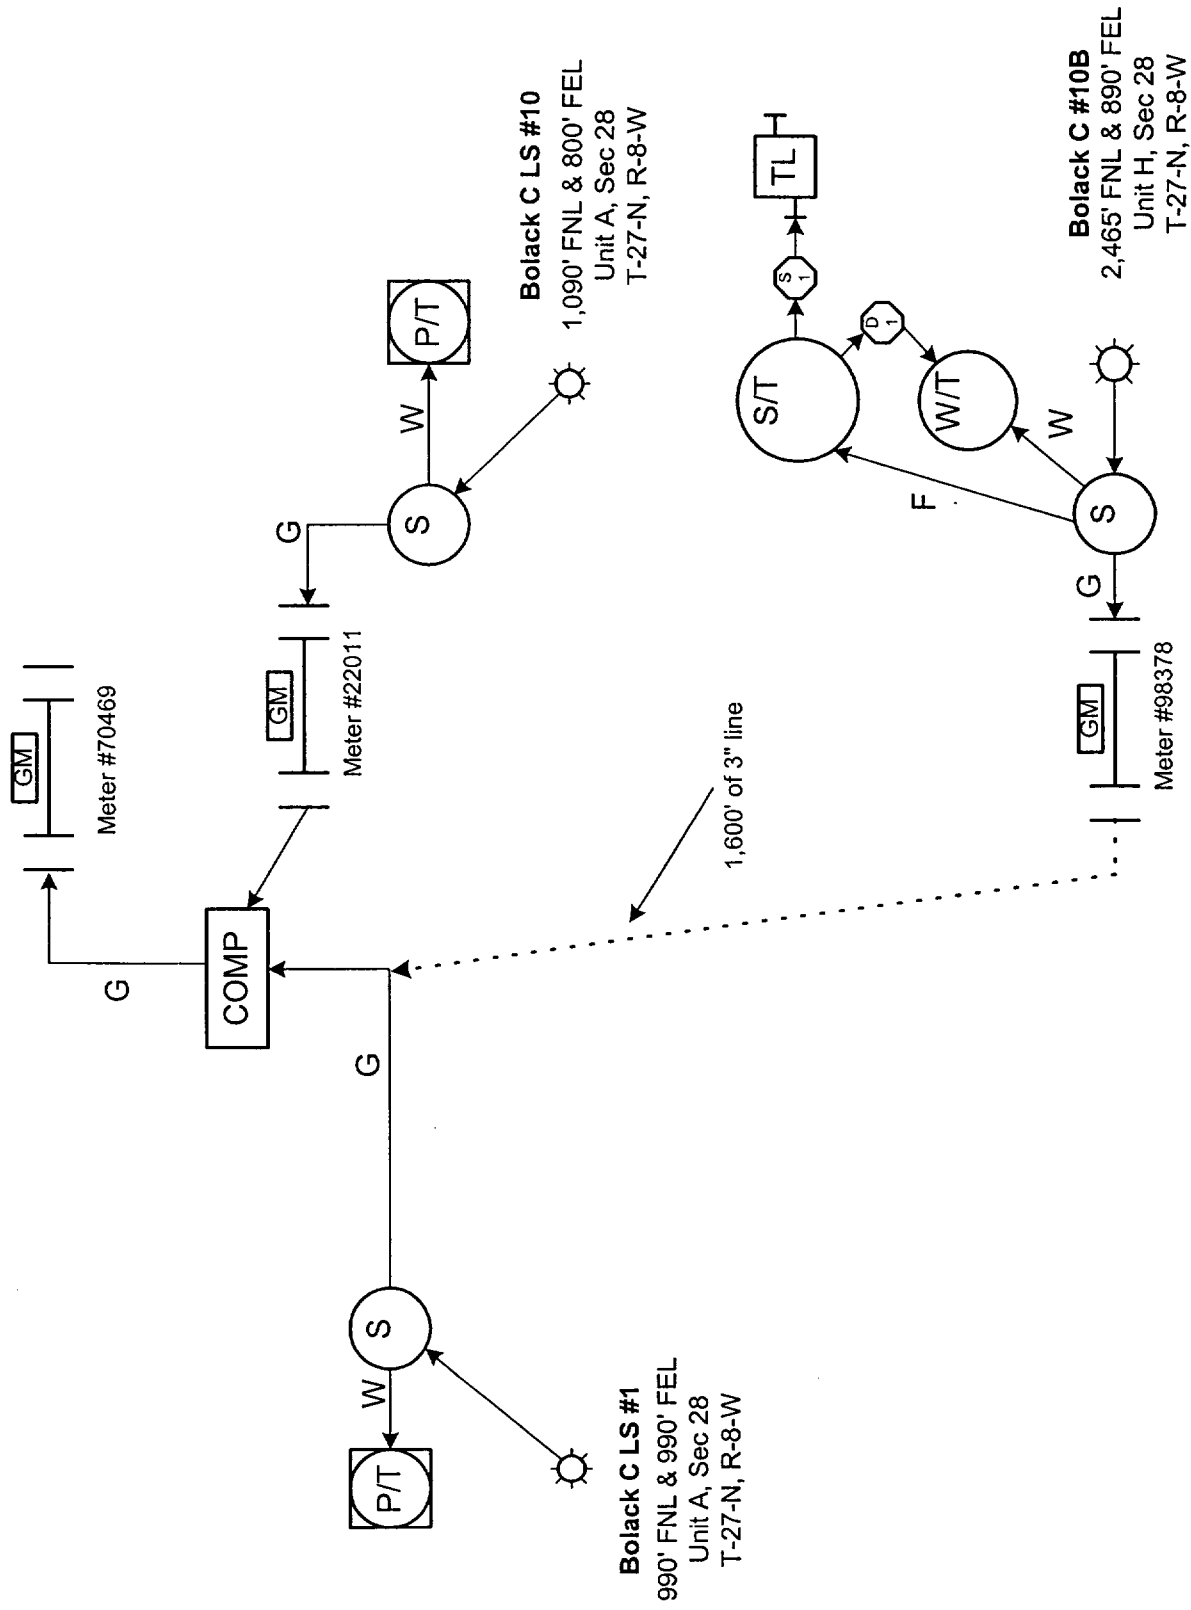 Bolack C LS #1
990' FNL & 990' FEL
Unit A, Sec 28
T-27-N, R-8-W
P/T
W
S
G
COMP
G
GM
Meter #70469
GM
Meter #22011
G
S
W
P/T
Bolack C LS #10
1,090' FNL & 800' FEL
Unit A, Sec 28
T-27-N, R-8-W
1,600' of 3" line
GM
Meter #98378
G
S
F
W
S/T
W/T
D
1
S
1
TL
Bolack C #10B
2,465' FNL & 890' FEL
Unit H, Sec 28
T-27-N, R-8-W